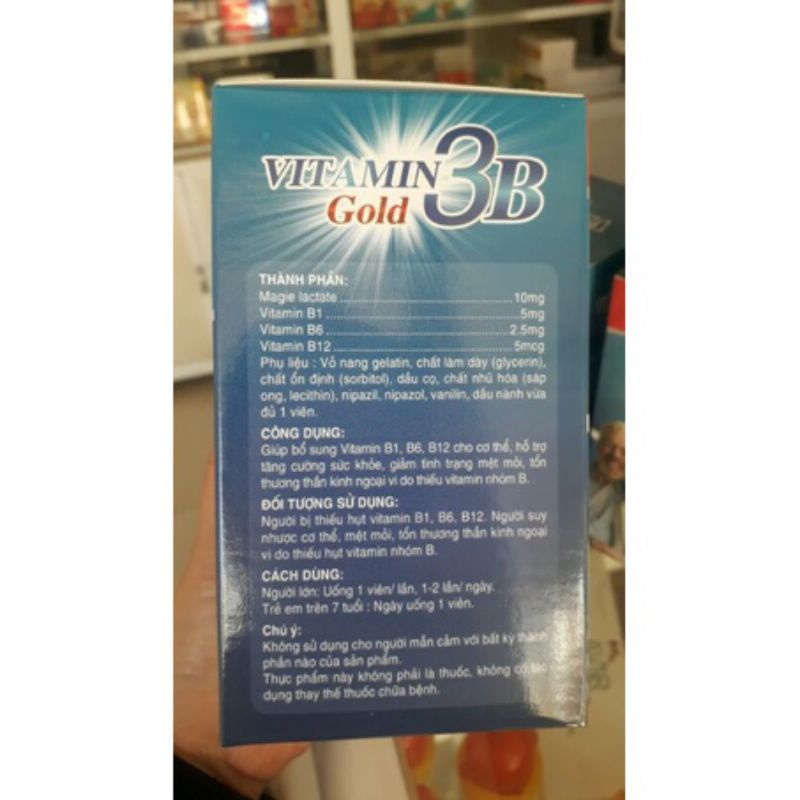 VITAMIN 3B
Gold
THÀNH PHẦN:
Magie lactate ........................................ 10mg
Vitamin B1 ........................................ 5mg
Vitamin B6 ........................................ 2.5mg
Vitamin B12 ........................................ 5mcg
Phụ liệu : Vỏ nang gelatin, chất làm dày (glycerin),
chất ổn định (sorbitol), dầu cọ, chất nhũ hóa (sáp
ong, lecithin), nipazil, nipazol, vanilin, dầu nành vừa
đủ 1 viên.
CÔNG DỤNG:
Giúp bổ sung Vitamin B1, B6, B12 cho cơ thể, hỗ trợ
tăng cường sức khỏe, giảm tình trạng mệt mỏi, tổn
thương thần kinh ngoại vi do thiếu vitamin nhóm B.
ĐỐI TƯỢNG SỬ DỤNG:
Người bị thiếu hụt vitamin B1, B6, B12. Người suy
nhược cơ thể, mệt mỏi, tổn thương thần kinh ngoại
vi do thiếu hụt vitamin nhóm B.
CÁCH DÙNG:
Người lớn: Uống 1 viên/ lần, 1-2 lần/ ngày.
Trẻ em trên 7 tuổi : Ngày uống 1 viên.
Chú ý:
Không sử dụng cho người mẫn cảm với bất kỳ thành
phần nào của sản phẩm.
Thực phẩm này không phải là thuốc, không có tác
dụng thay thế thuốc chữa bệnh.